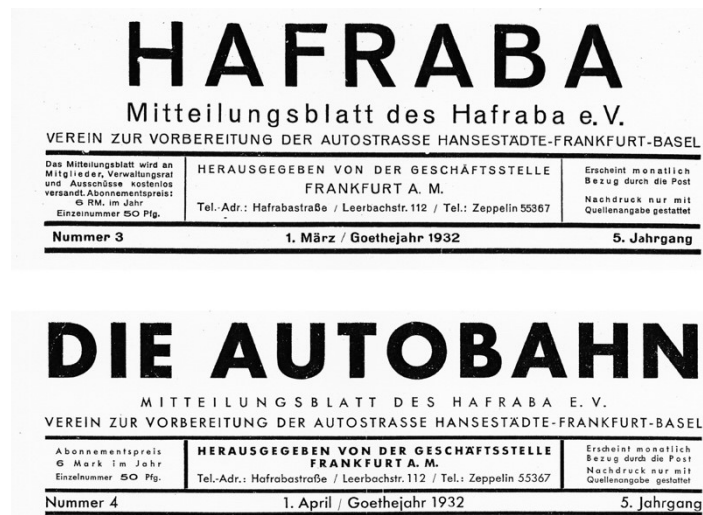 HAFRABA
Mitteilungsblatt des Hafraba e. V.
VEREIN ZUR VORBEREITUNG DER AUTOSTRASSE HANSESTÄDTE-FRANKFURT-BASEL
Das Mitteilungsblatt wird an
Mitglieder, Verwaltungsrat
und Ausschüsse kostenlos
versandt. Abonnementspreis:
6 RM. im Jahr
Einzelnummer 50 Pfg.
HERAUSGEGEBEN VON DER GESCHÄFTSSTELLE
FRANKFURT A. M.
Tel.-Adr.: Hafrabastraße / Leerbachstr. 112 / Tel.: Zeppelin 55367
Erscheint monatlich
Bezug durch die Post
Nachdruck nur mit
Quellenangabe gestattet
Nummer 3 1. März / Goethejahr 1932 5. Jahrgang
DIE AUTOBAHN
MITTEILUNGSBLATT DES HAFRABA E. V.
VEREIN ZUR VORBEREITUNG DER AUTOSTRASSE HANSESTÄDTE-FRANKFURT-BASEL
Abonnementspreis
6 Mark im Jahr
Einzelnummer 50 Pfg.
HERAUSGEGEBEN VON DER GESCHÄFTSSTELLE
FRANKFURT A. M.
Tel.-Adr.: Hafrabastraße / Leerbachstr. 112 / Tel.: Zeppelin 55367
Erscheint monatlich
Bezug durch die Post
Nachdruck nur mit
Quellenangabe gestattet
Nummer 4 1. April / Goethejahr 1932 5. Jahrgang